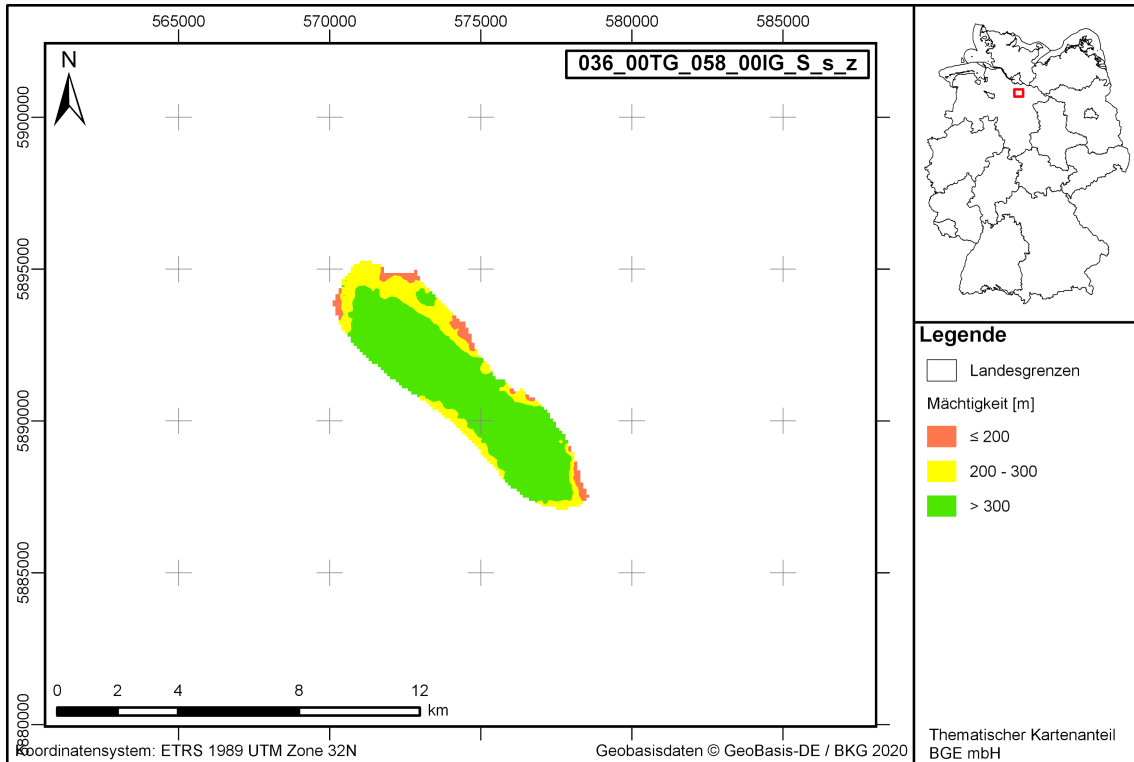 565000 570000 575000 580000 585000
N
036_00TG_058_00IG_S_s_z
5900000
5895000
5890000
5885000
5880000
0 2 4 8 12
km
Koordinatensystem: ETRS 1989 UTM Zone 32N
Geobasisdaten © GeoBasis-DE / BKG 2020
Legende
Landesgrenzen
Mächtigkeit [m]
≤ 200
200 - 300
> 300
Thematischer Kartenanteil
BGE mbH